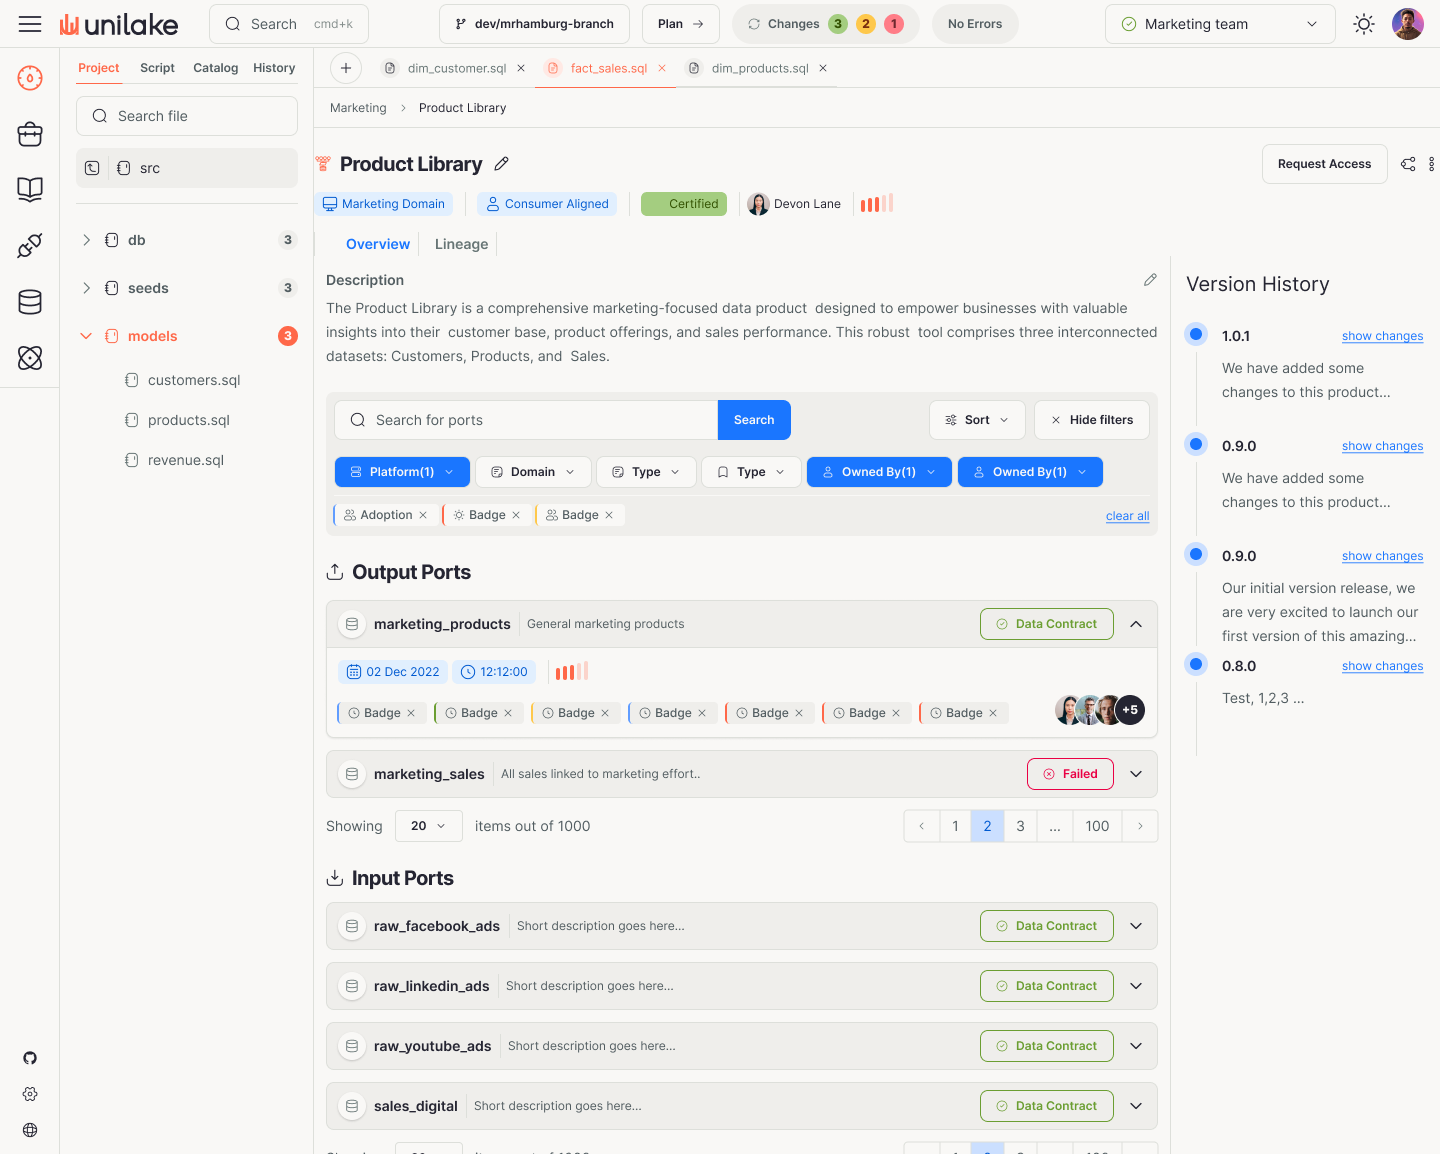 unilake
Search cmd+k
dev/mrhamburg-branch
Plan
Changes 3 2 1
No Errors
Marketing team
Project Script Catalog History
Search file
src
db 3
seeds 3
models 3
customers.sql
products.sql
revenue.sql
dim_customer.sql
fact_sales.sql
dim_products.sql
Marketing > Product Library
Product Library
Request Access
Marketing Domain
Consumer Aligned
Certified
Devon Lane
Overview Lineage
Description
The Product Library is a comprehensive marketing-focused data product designed to empower businesses with valuable
insights into their customer base, product offerings, and sales performance. This robust tool comprises three interconnected
datasets: Customers, Products, and Sales.
Search for ports Search
Sort
Hide filters
Platform(1) Domain Type Type Owned By(1) Owned By(1)
Adoption Badge Badge
clear all
Output Ports
marketing_products General marketing products Data Contract
02 Dec 2022 12:12:00
Badge Badge Badge Badge Badge Badge Badge +5
marketing_sales All sales linked to marketing effort.. Failed
Showing 20 items out of 1000
1 2 3 ... 100
Input Ports
raw_facebook_ads Short description goes here... Data Contract
raw_linkedin_ads Short description goes here... Data Contract
raw_youtube_ads Short description goes here... Data Contract
sales_digital Short description goes here... Data Contract
Version History
1.0.1 show changes
We have added some
changes to this product...
0.9.0 show changes
We have added some
changes to this product...
0.9.0 show changes
Our initial version release, we
are very excited to launch our
first version of this amazing...
0.8.0 show changes
Test, 1,2,3 ...